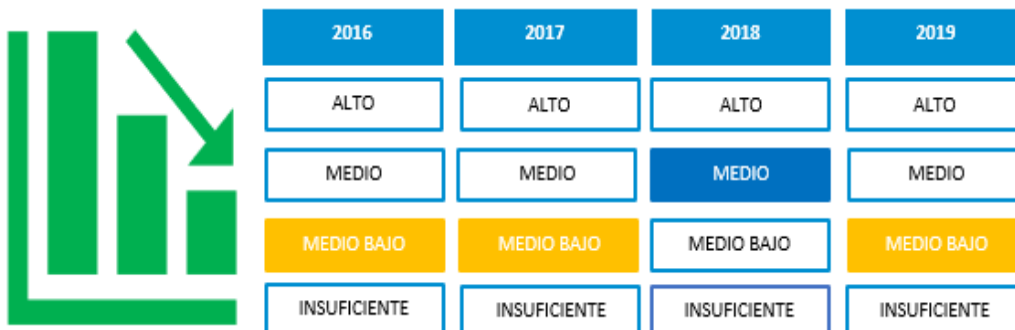 2016 2017 2018 2019
ALTO ALTO ALTO ALTO
MEDIO MEDIO MEDIO MEDIO
MEDIO BAJO MEDIO BAJO MEDIO BAJO MEDIO BAJO
INSUFICIENTE INSUFICIENTE INSUFICIENTE INSUFICIENTE